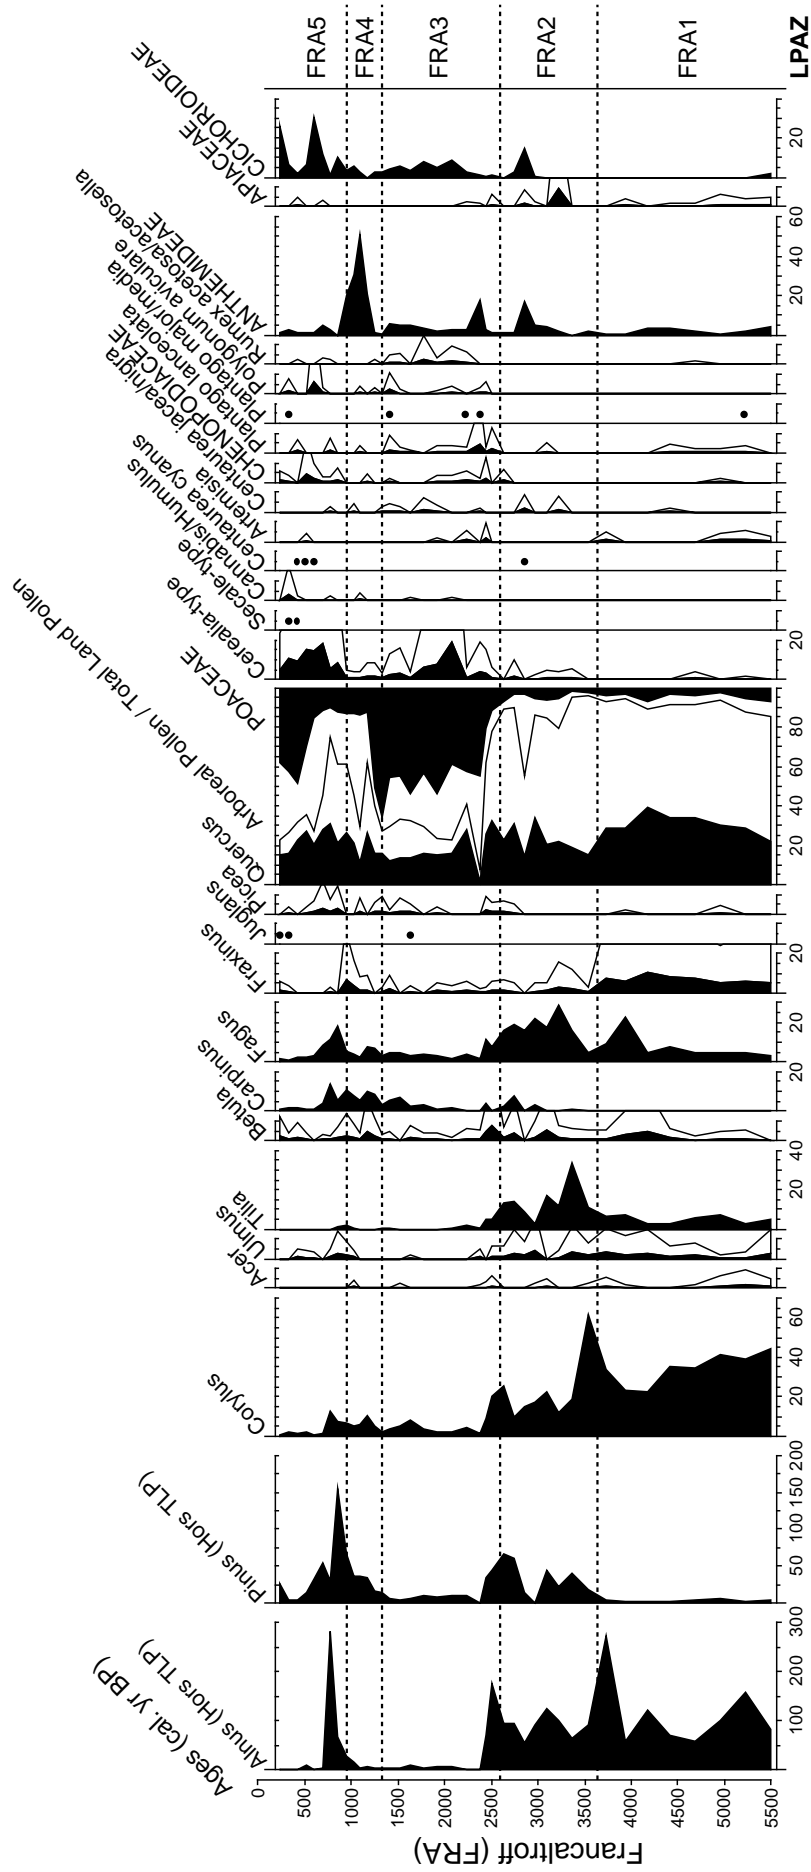 Ages (cal. yr BP)
Alnus (Hors TLP)
Pinus (Hors TLP)
Corylus
Acer
Ulmus
Tilia
Betula
Carpinus
Fagus
Fraxinus
Juglans
Picea
Quercus
Arboreal Pollen / Total Land Pollen
POACEAE
Cerealia-type
Secale-type
Cannabis/Humulus
Centaurea cyanus
Artemisia
Centaurea jacea/nigra
CHENOPODIACEAE
Plantago lanceolata
Plantago major/media
Polygonum aviculare
Rumex acetosa/acetosella
ANTHEMIDEAE
APIACEAE
CICHORIOIDEAE
FRA5
FRA4
FRA3
FRA2
FRA1
LPAZ
Francaltroff (FRA)
0
500
1000
1500
2000
2500
3000
3500
4000
4500
5000
5500
100 200 300
50 100 150 200
20 40 60
20 40
20
20
20
20 40 60 80
20
20 40 60
20